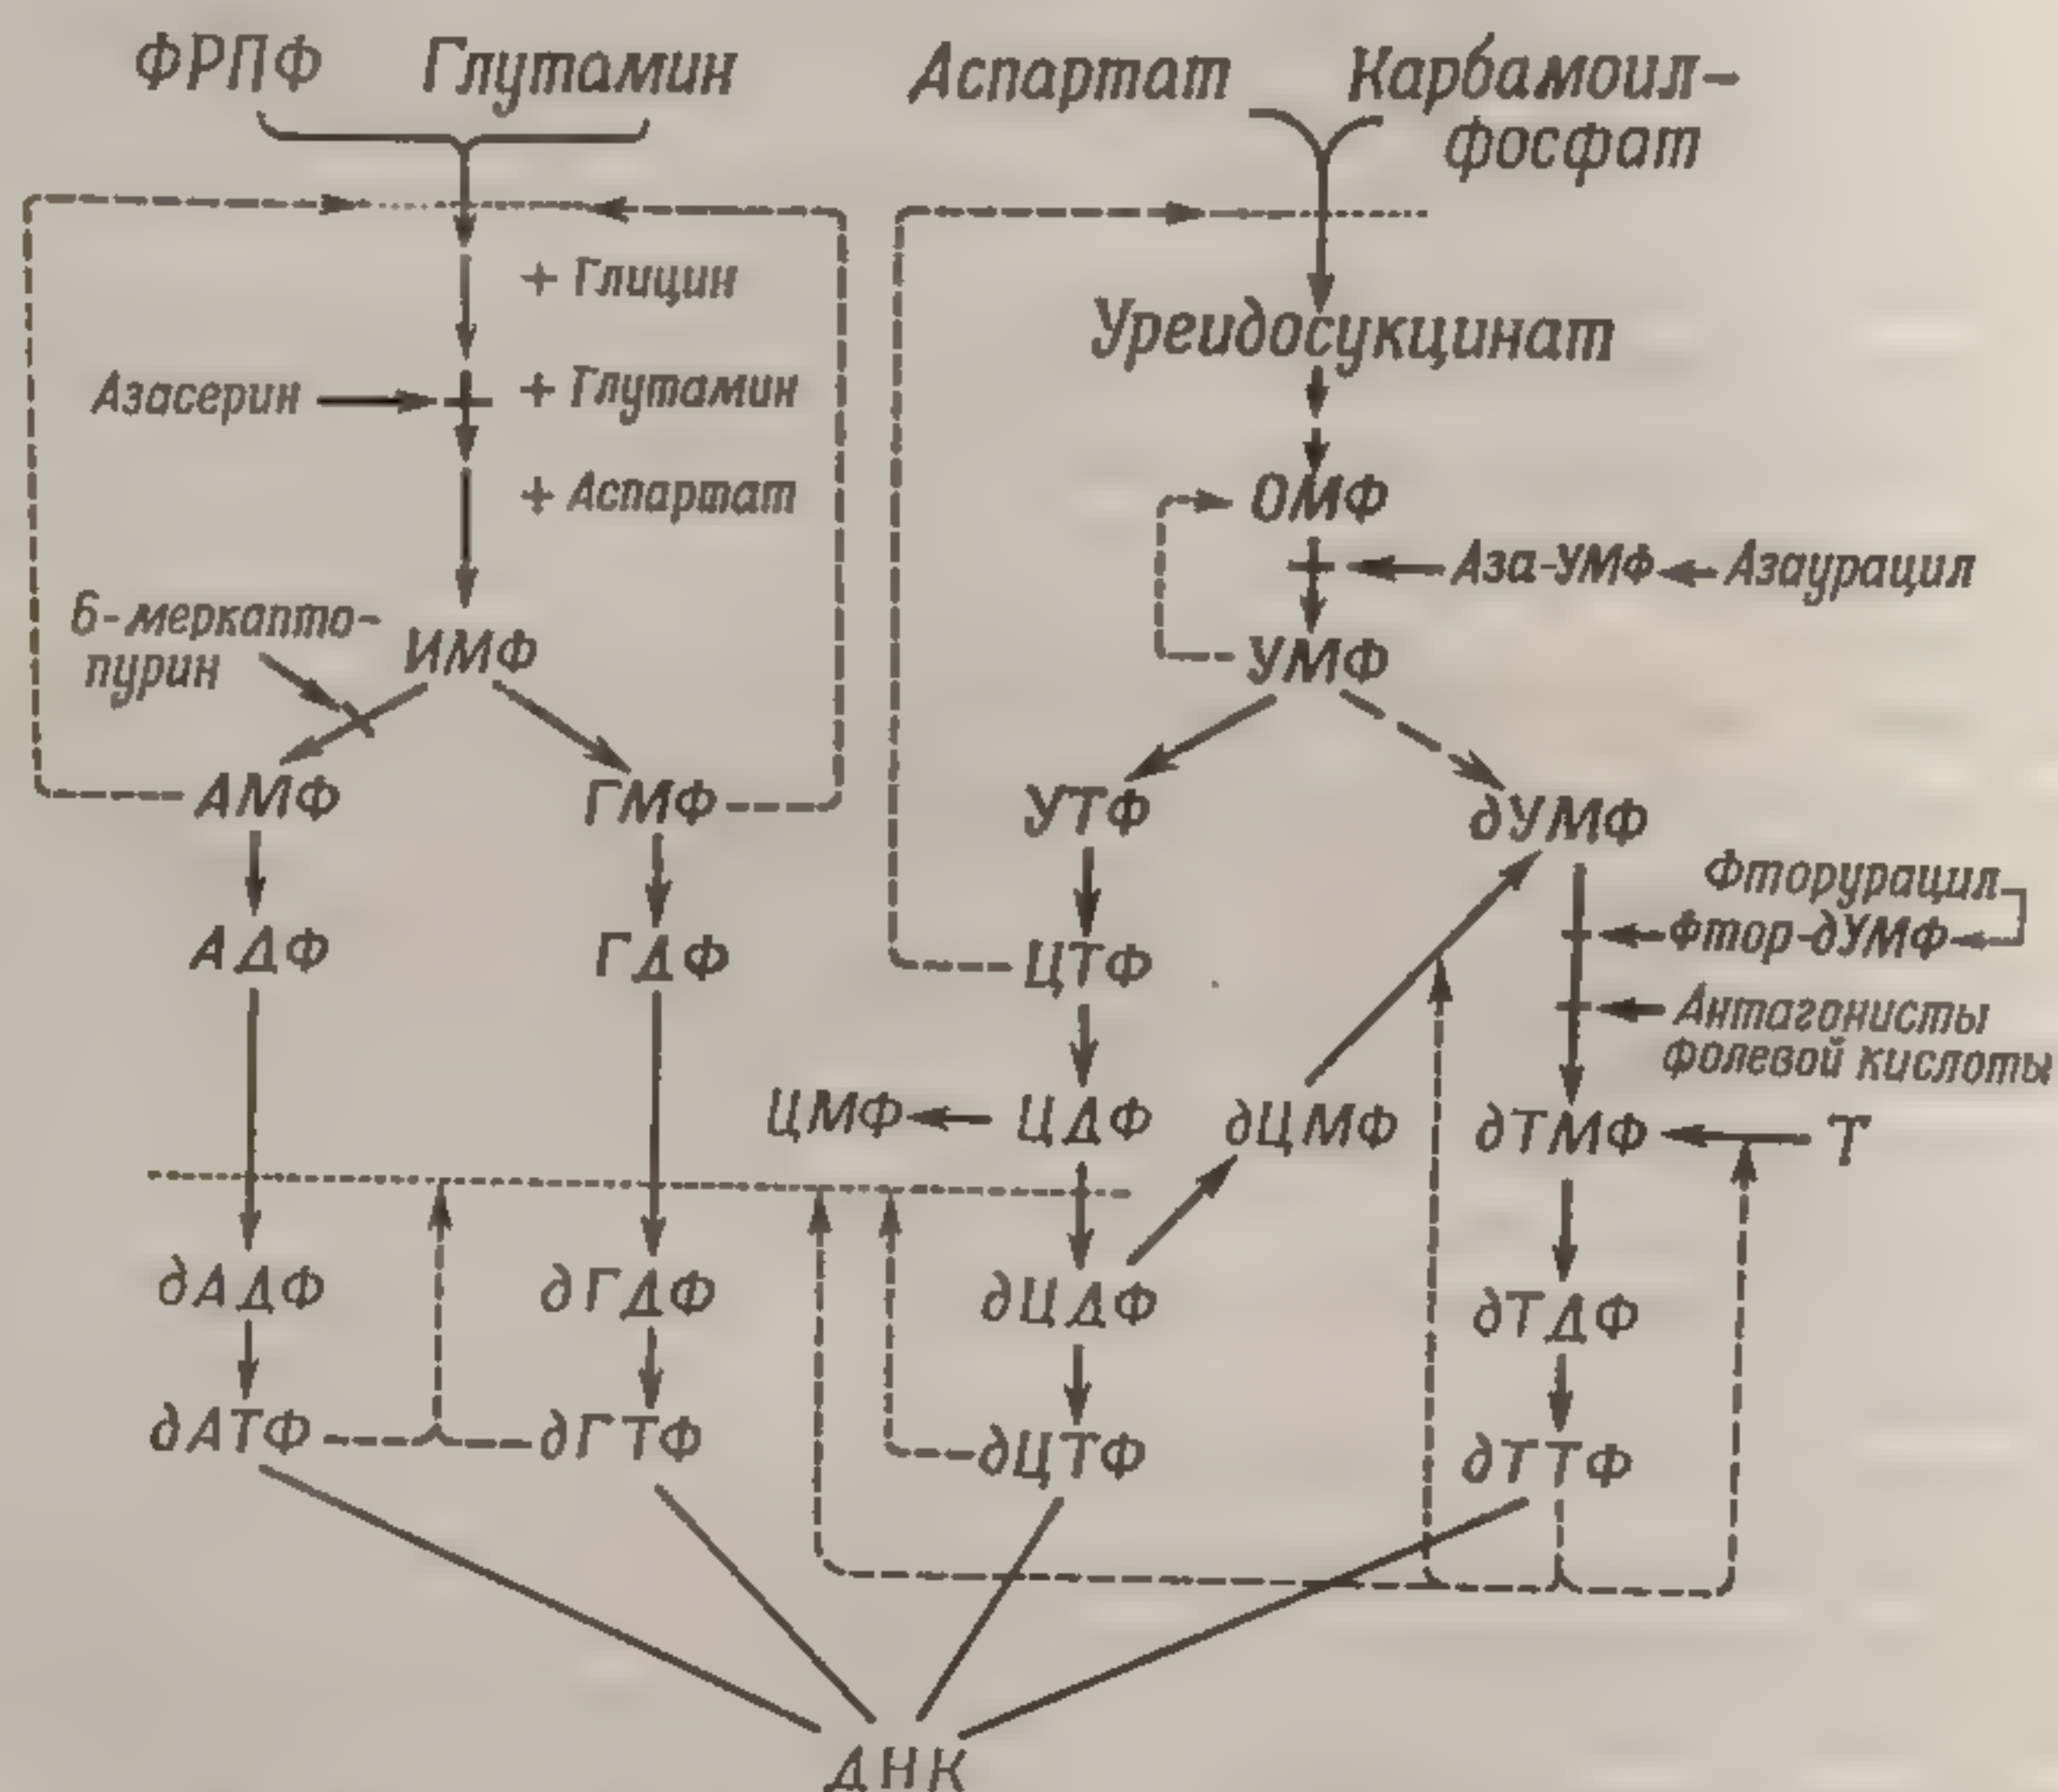 ФРПФ Глутамин Аспартат Карбамоил-
фосфат
+ Глицин
Уреидосукцинат
Азасерин + Глутамин
+ Аспартат ОМФ
Аза-УМФ Азаурацил
6-меркапто-
пурин
ИМФ УМФ
АМФ ГМФ УТФ дУМФ
Фторурацил
Фтор-дУМФ
АДФ ГДФ ЦТФ
Антагонисты
фолевой кислоты
ЦМФ ЦДФ дЦМФ дТМФ Т
дАДФ дГДФ дЦДФ дТДФ
дАТФ дГТФ дЦТФ дТТФ
ДНК